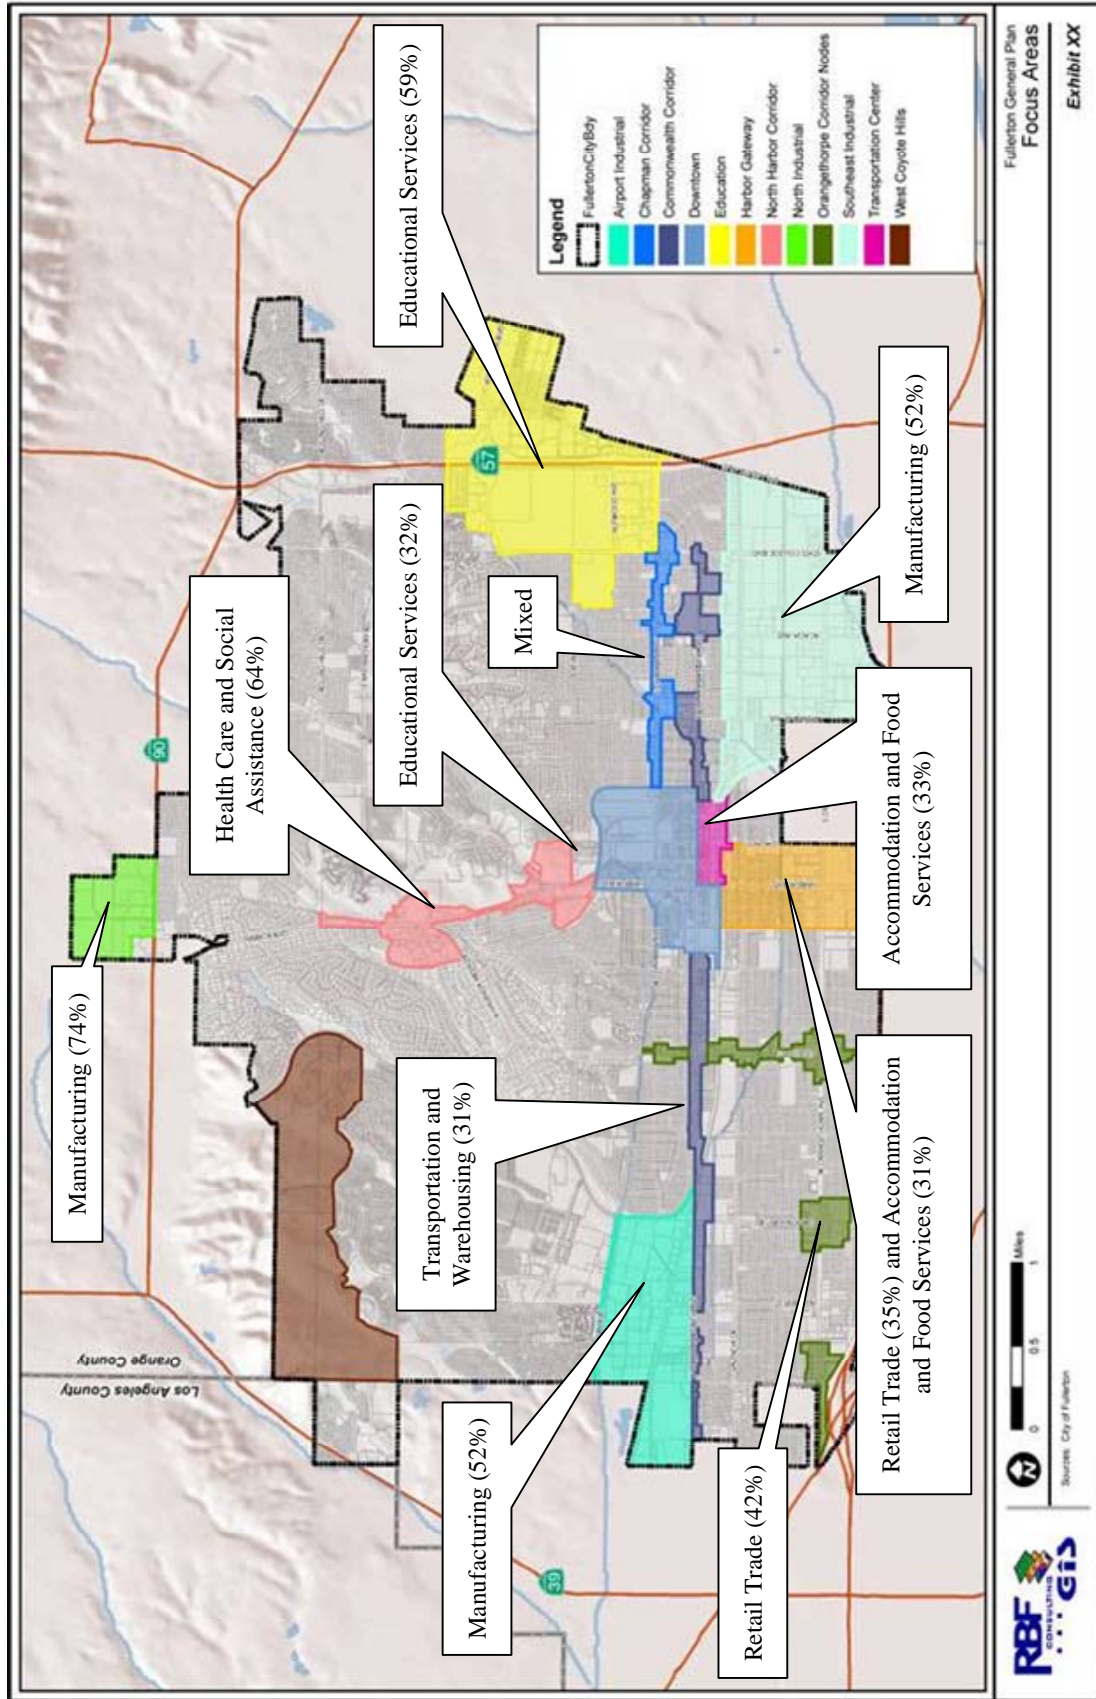 Manufacturing (74%)
Health Care and Social
Assistance (64%)
Educational Services (32%)
Mixed
Educational Services (59%)
Transportation and
Warehousing (31%)
Manufacturing (52%)
Retail Trade (42%)
Retail Trade (35%) and Accommodation
and Food Services (31%)
Accommodation and Food
Services (33%)
Manufacturing (52%)
90
57
39
Los Angeles County
Orange County
Legend
FullertonCityBdy
Airport Industrial
Chapman Corridor
Commonwealth Corridor
Downtown
Education
Harbor Gateway
North Harbor Corridor
North Industrial
Orangethorpe Corridor Nodes
Southeast Industrial
Transportation Center
West Coyote Hills
RBF
CONSULTING
GIS
N
0 0.5 1
Miles
Sources: City of Fullerton
Fullerton General Plan
Focus Areas
Exhibit XX